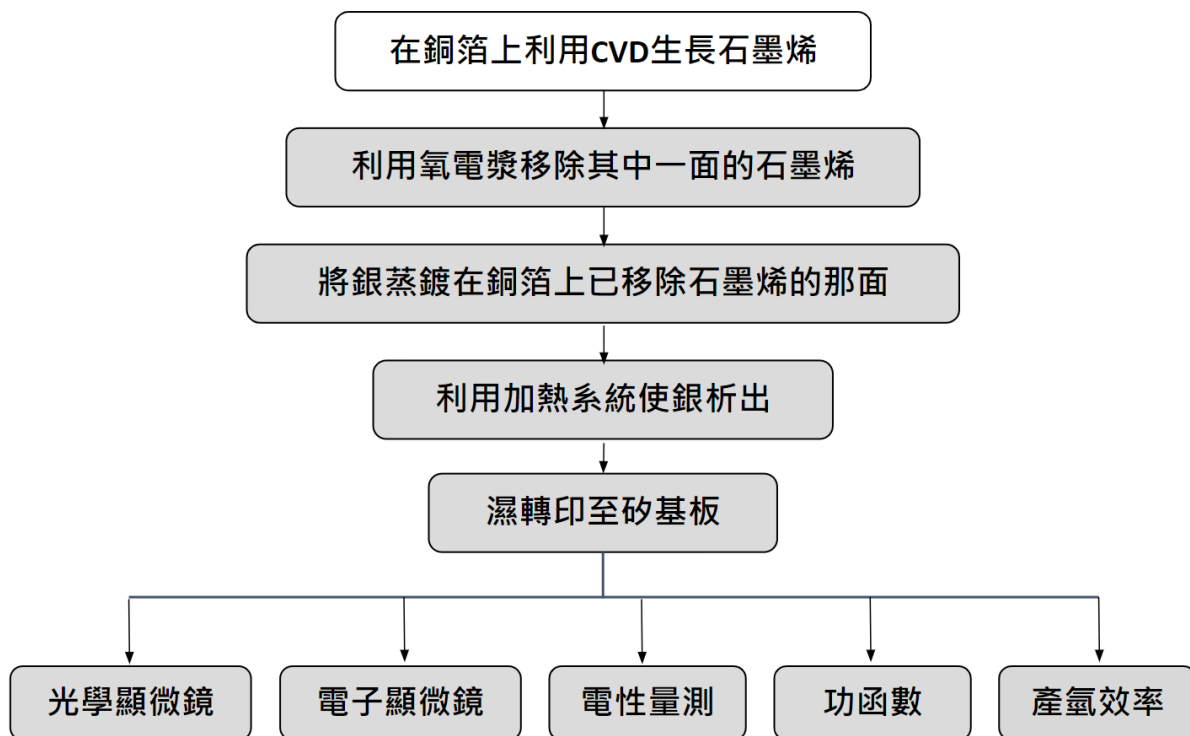 在銅箔上利用CVD生長石墨烯
利用氧電漿移除其中一面的石墨烯
將銀蒸鍍在銅箔上已移除石墨烯的那面
利用加熱系統使銀析出
濕轉印至矽基板
光學顯微鏡
電子顯微鏡
電性量測
功函數
產氫效率